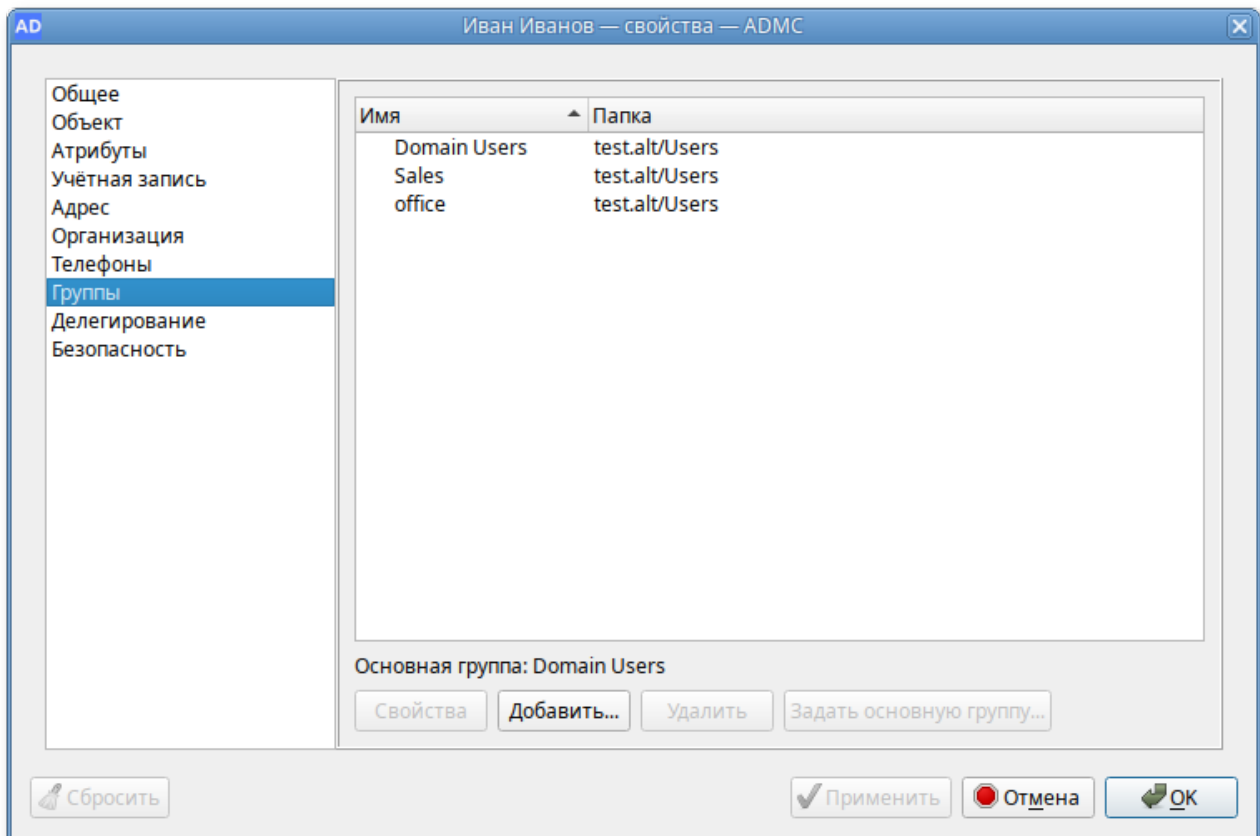 AD Иван Иванов — свойства — ADMC
Общее
Объект
Атрибуты
Учётная запись
Адрес
Организация
Телефоны
Группы
Делегирование
Безопасность
Имя Папка
Domain Users test.alt/Users
Sales test.alt/Users
office test.alt/Users
Основная группа: Domain Users
Свойства Добавить... Удалить Задать основную группу...
Сбросить Применить Отмена OK